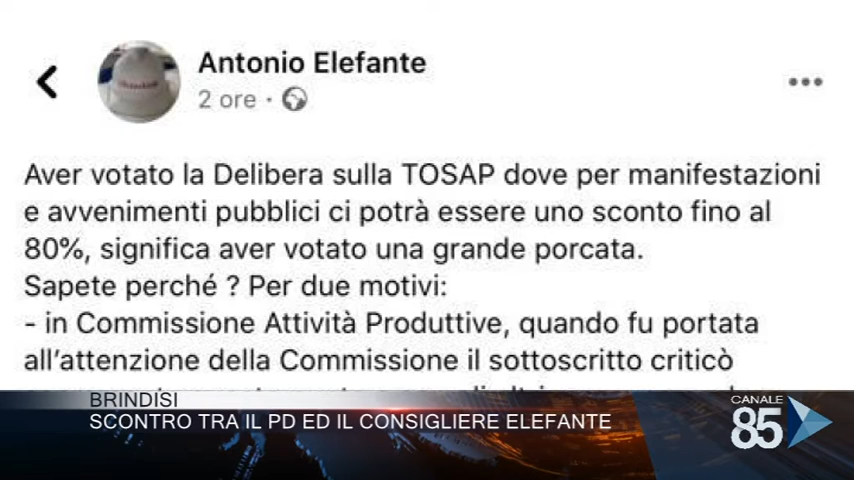 Antonio Elefante
2 ore ·
Aver votato la Delibera sulla TOSAP dove per manifestazioni
e avvenimenti pubblici ci potrà essere uno sconto fino al
80%, significa aver votato una grande porcata.
Sapete perché ? Per due motivi:
- in Commissione Attività Produttive, quando fu portata
all'attenzione della Commissione il sottoscritto criticò
BRINDISI
SCONTRO TRA IL PD ED IL CONSIGLIERE ELEFANTE
CANALE
85